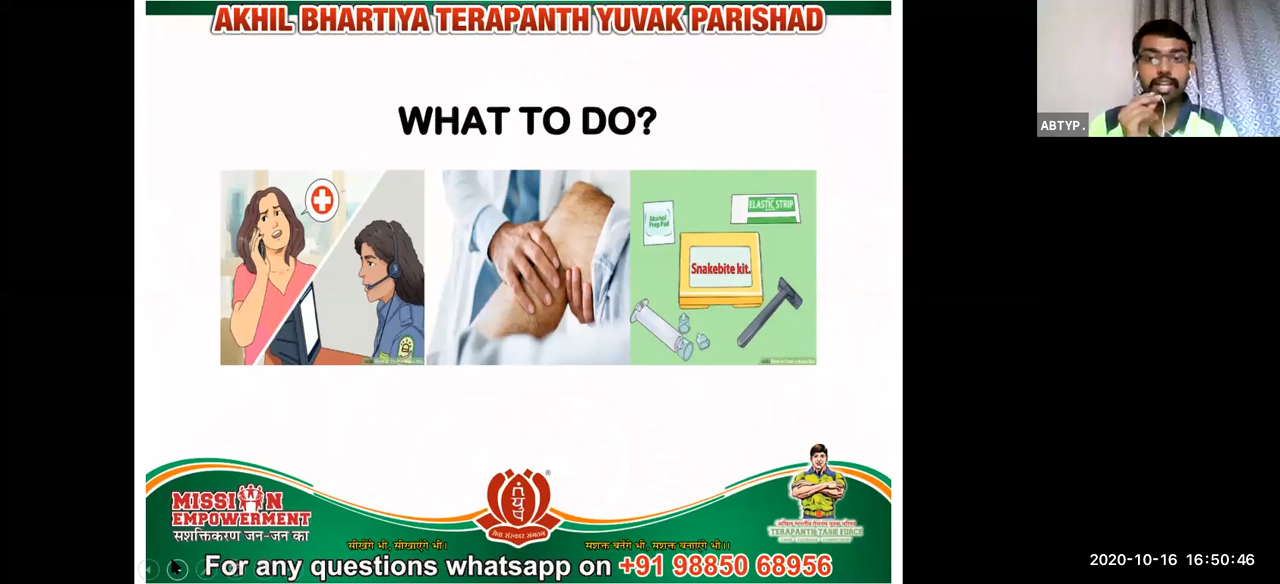 AKHIL BHARTIYA TERAPANTH YUVAK PARISHAD
ABTYP.
WHAT TO DO?
Alcohol
Prep Pad
ELASTIC STRIP
Snakebite kit.
MISSION
EMPOWERMENT
सशक्तिकरण जन-जन का
तेयुप
सेवा संस्कार संगठन
®
TERAPANTH TASK FORCE
सीखेंगे भी, सीखाएंगे भी।
सशक्त बनेंगे भी, सशक्त बनाएंगे भी।।
For any questions whatsapp on +91 98850 68956
2020-10-16 16:50:46